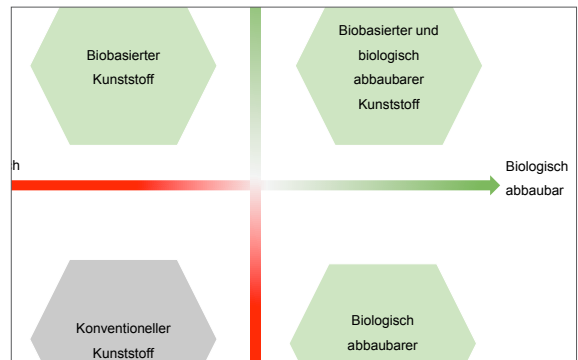 Biobasierter
Kunststoff
Biobasierter und
biologisch
abbaubarer
Kunststoff
Biologisch
abbaubar
Konventioneller
Kunststoff
Biologisch
abbaubarer